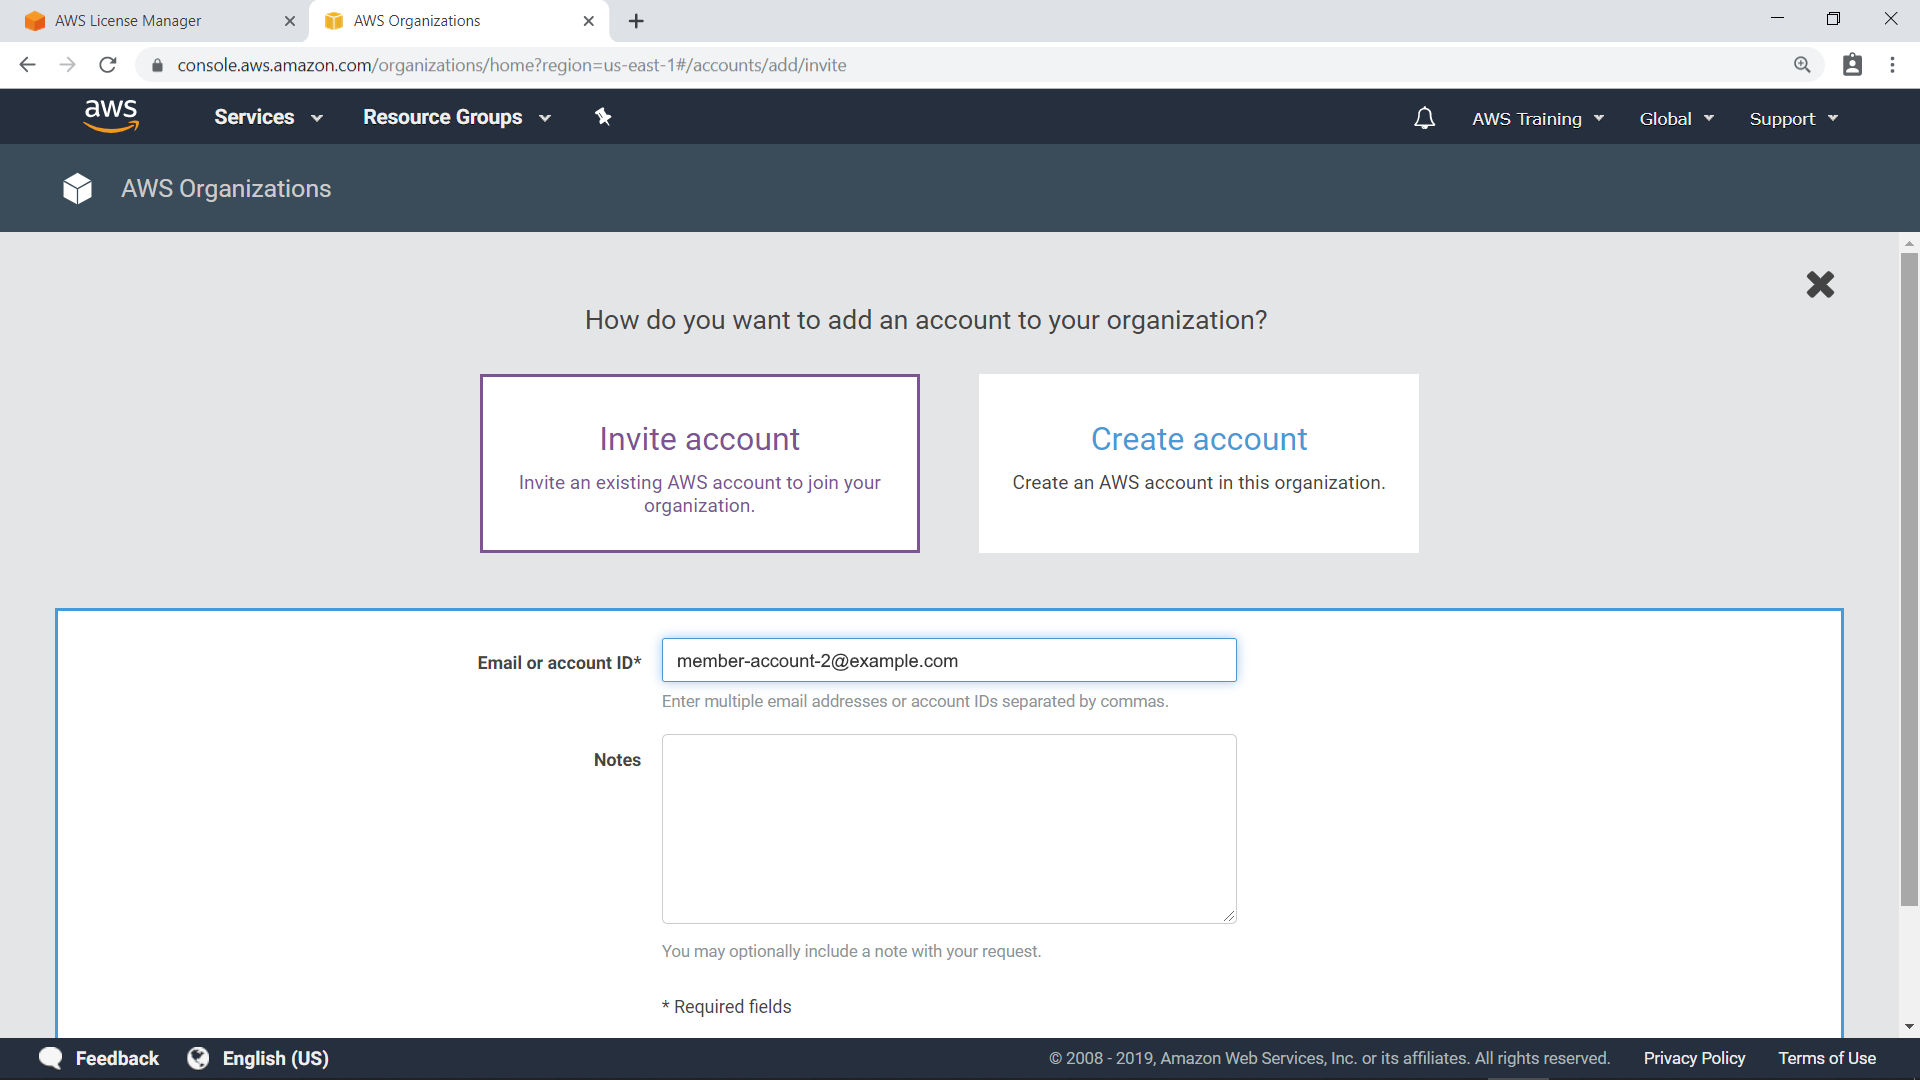 AWS License Manager
AWS Organizations
console.aws.amazon.com/organizations/home?region=us-east-1#/accounts/add/invite
aws
Services
Resource Groups
AWS Training
Global
Support
AWS Organizations
How do you want to add an account to your organization?
Invite account
Invite an existing AWS account to join your
organization.
Create account
Create an AWS account in this organization.
Email or account ID*
member-account-2@example.com
Enter multiple email addresses or account IDs separated by commas.
Notes
You may optionally include a note with your request.
* Required fields
Feedback
English (US)
© 2008 - 2019, Amazon Web Services, Inc. or its affiliates. All rights reserved.
Privacy Policy
Terms of Use